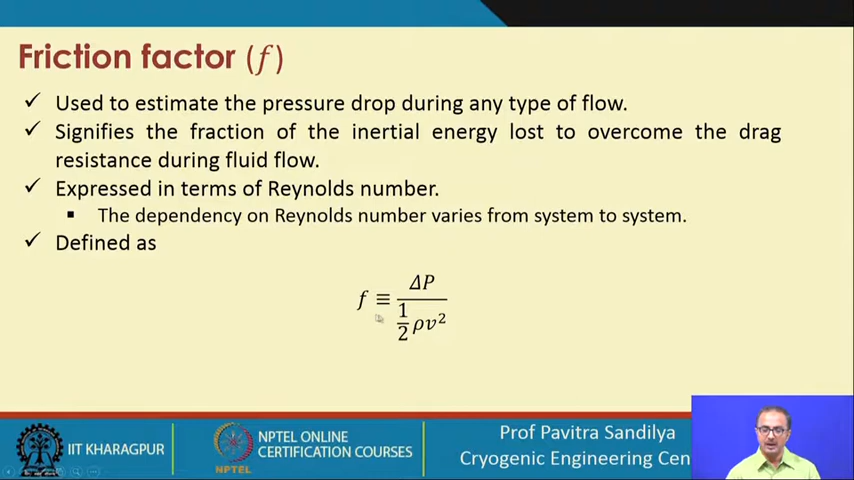 Friction factor (f)
✓ Used to estimate the pressure drop during any type of flow.
✓ Signifies the fraction of the inertial energy lost to overcome the drag
resistance during fluid flow.
✓ Expressed in terms of Reynolds number.
▪ The dependency on Reynolds number varies from system to system.
✓ Defined as
f ≡ ΔP / (1/2 ρv²)
IIT KHARAGPUR
NPTEL
NPTEL ONLINE
CERTIFICATION COURSES
Prof Pavitra Sandilya
Cryogenic Engineering Cen